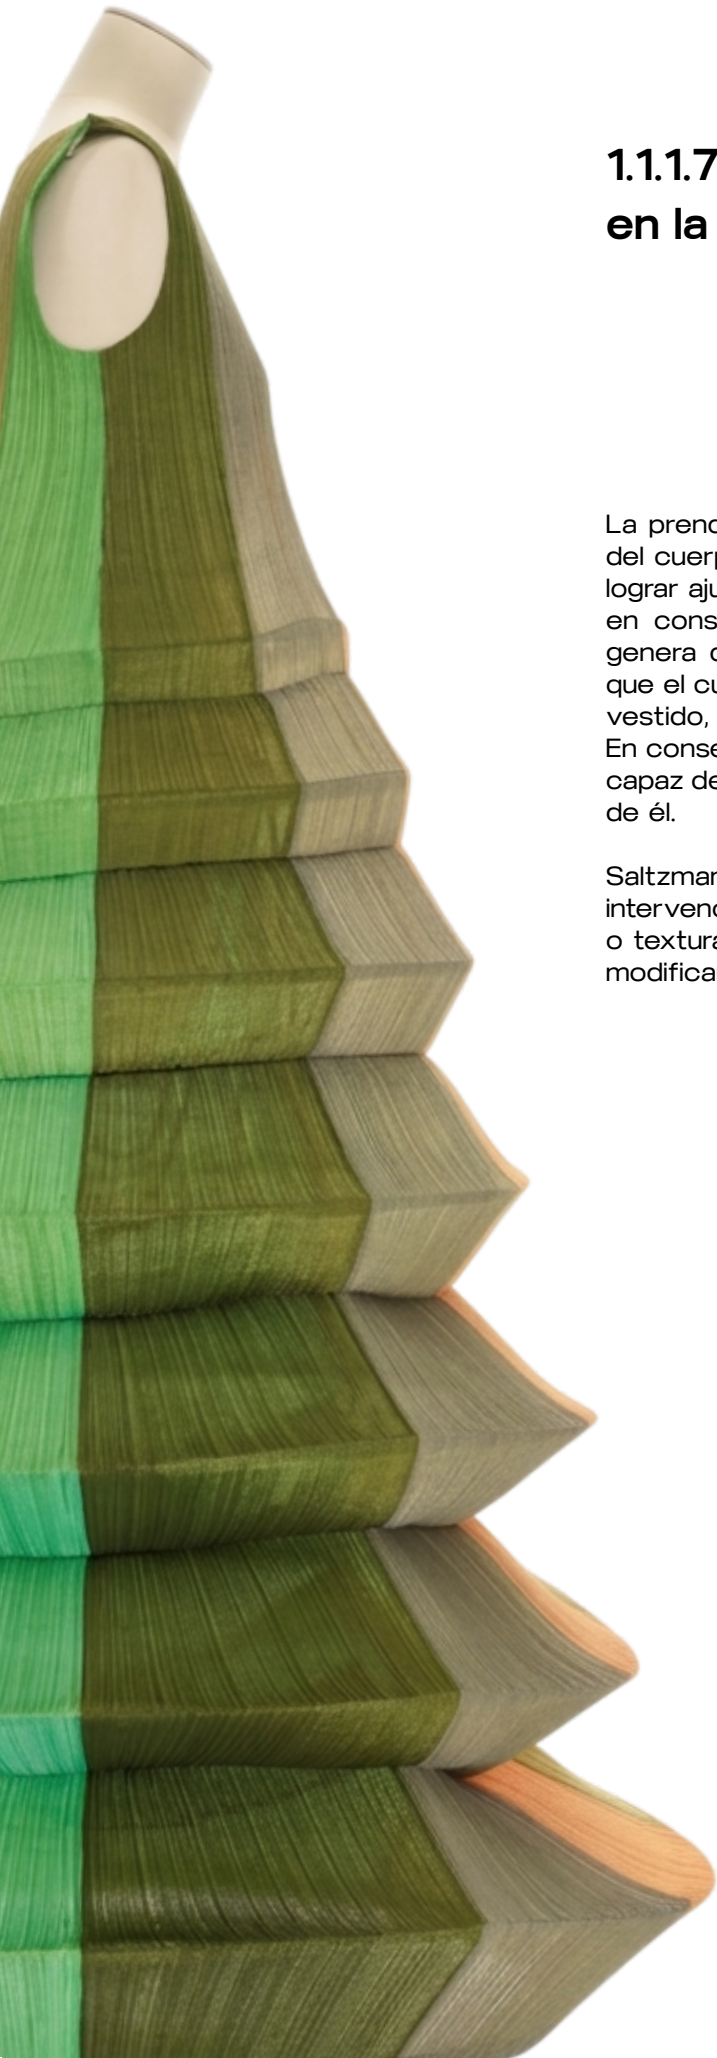 1.1.1.7
en la
La prend
del cuerp
lograr aju
en cons
genera
que el cu
vestido,
En conse
capaz de
de él.
Saltzman
intervenc
o textura
modifica